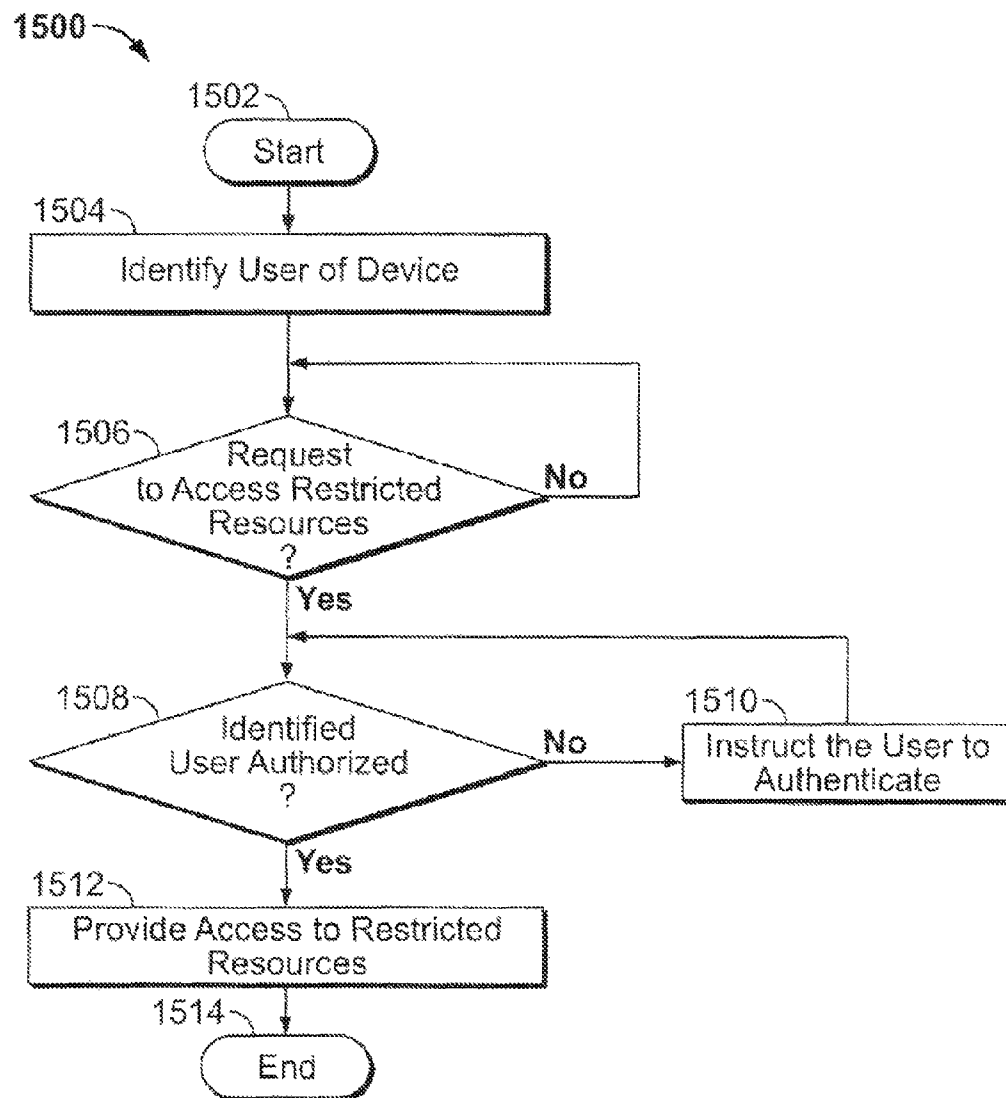 1500
1502
Start
1504
Identify User of Device
1506
Request
to Access Restricted
Resources
?
No
Yes
1508
Identified
User Authorized
?
No
1510
Instruct the User to
Authenticate
Yes
1512
Provide Access to Restricted
Resources
1514
End